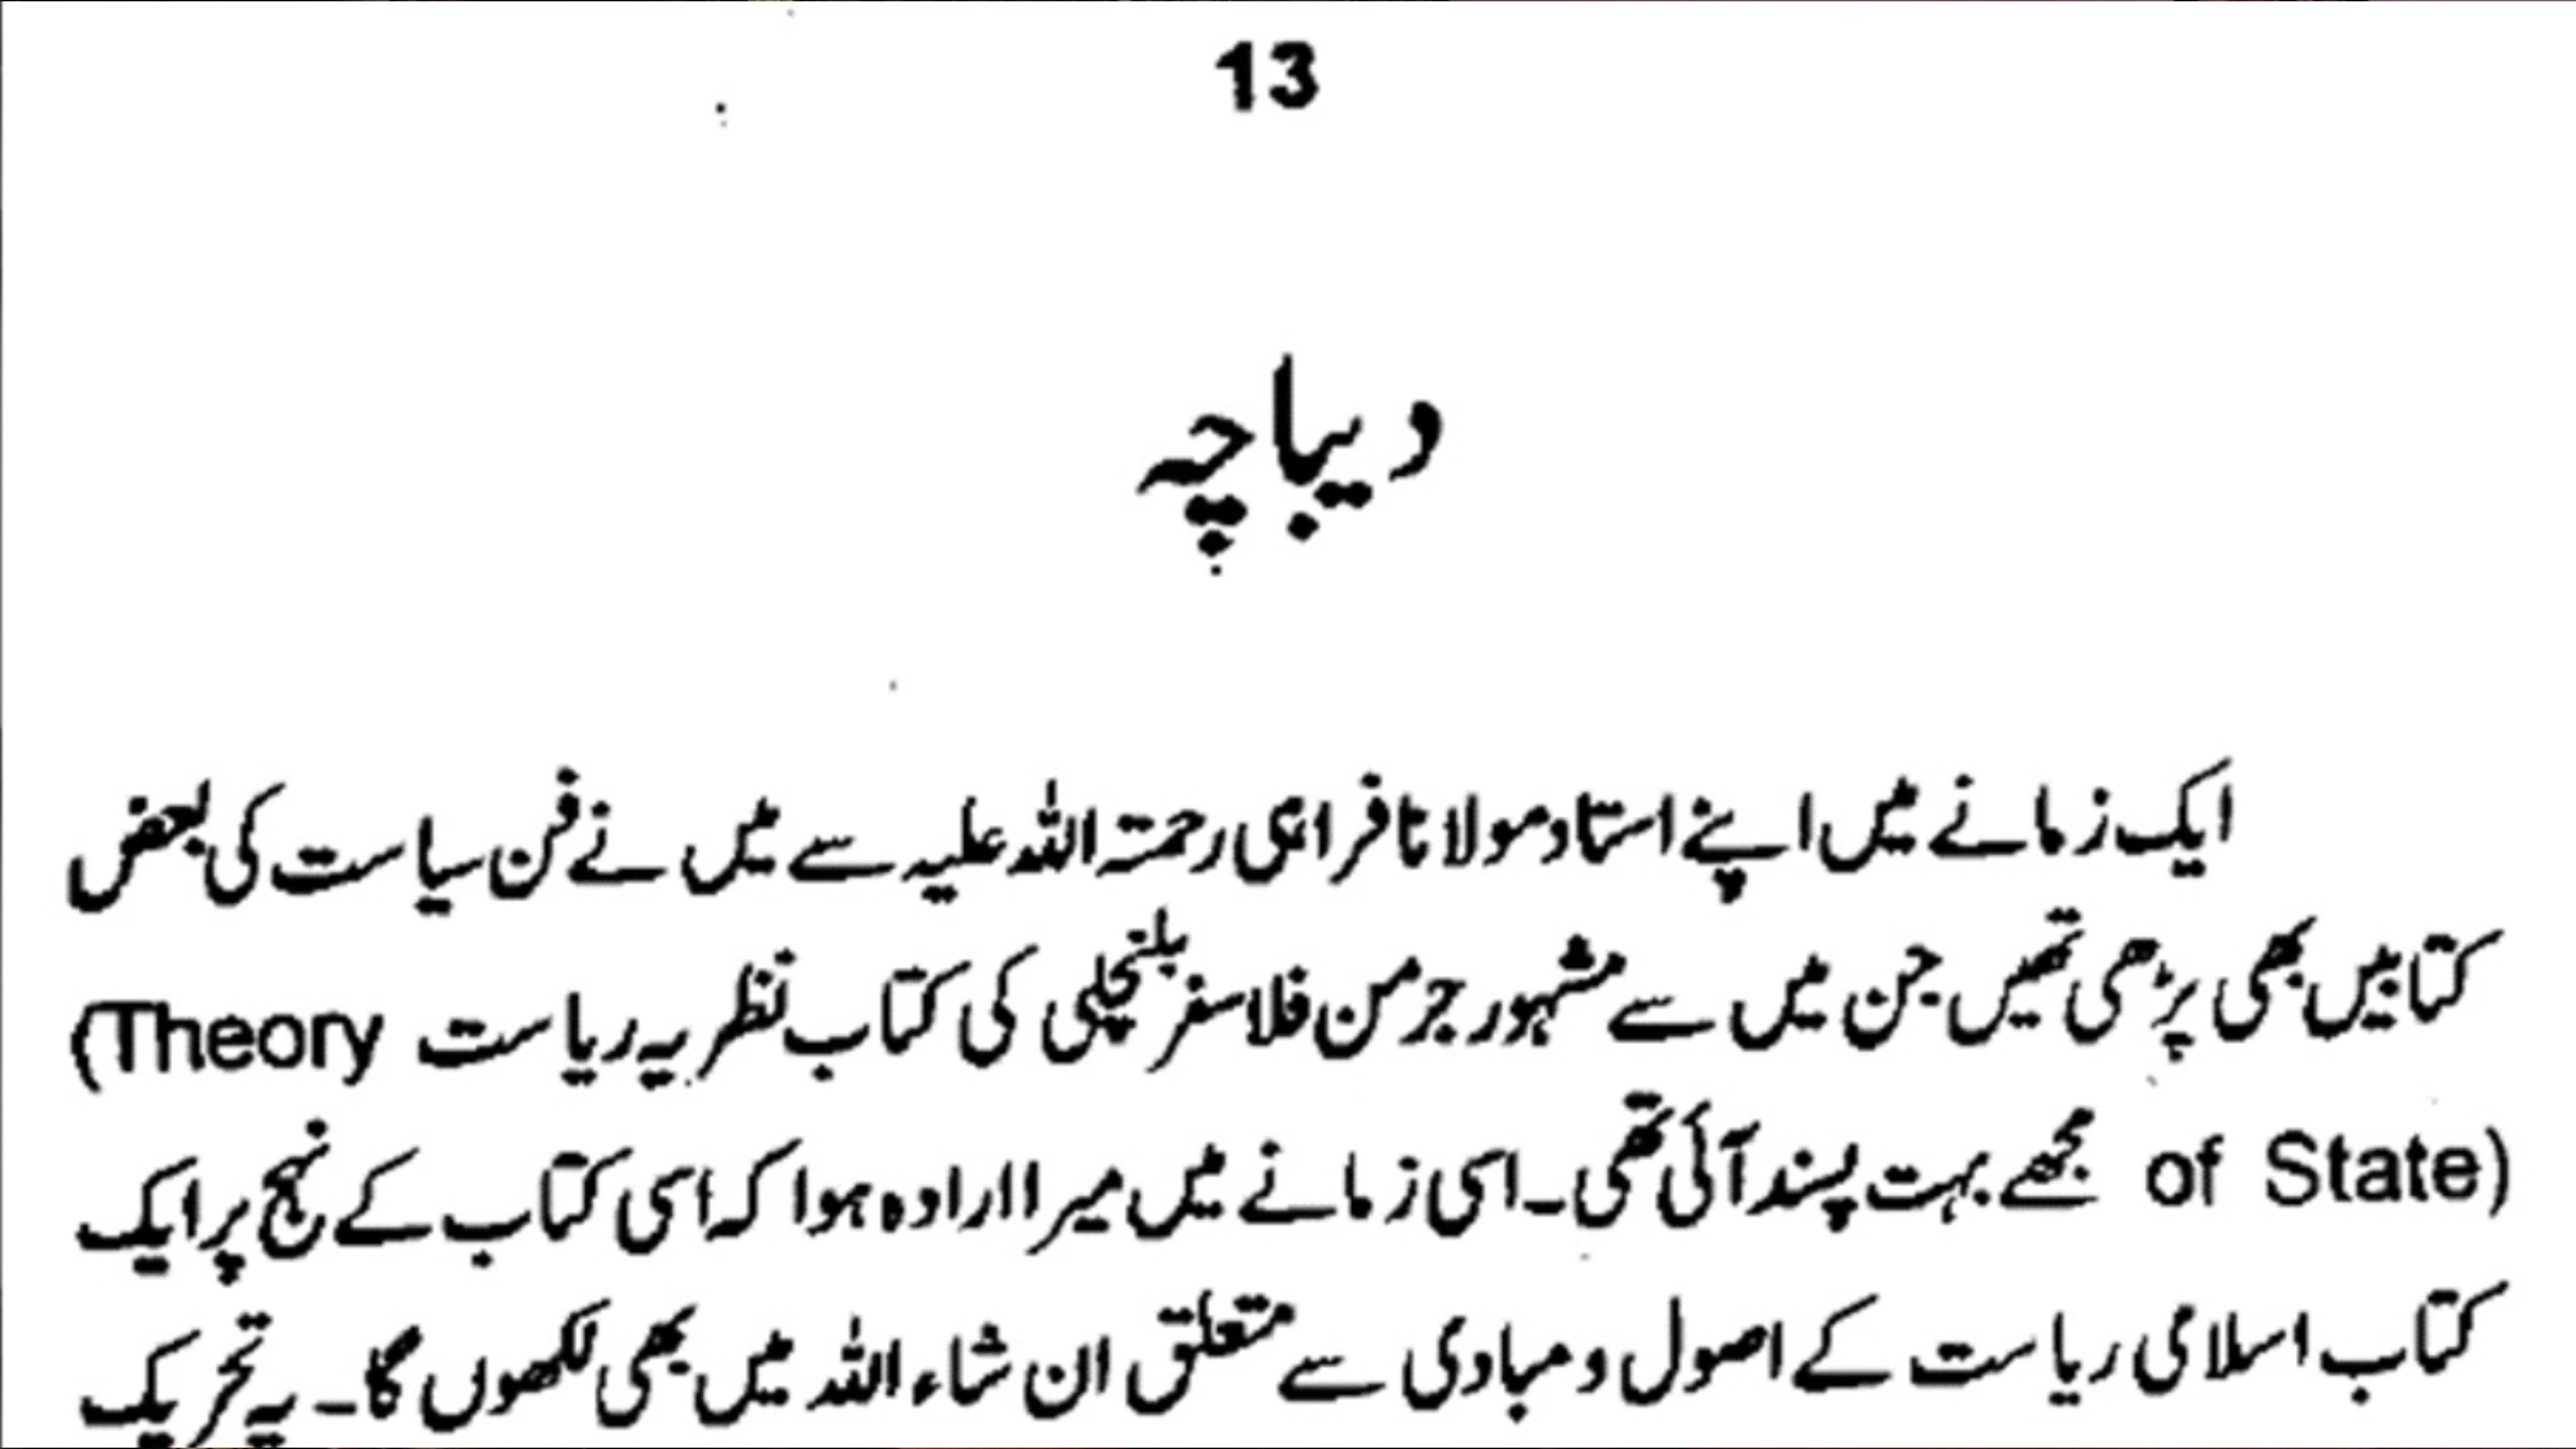 13
دیباچہ
ایک زمانے میں اپنے استاد مولانا فراہی رحمتہ اللہ علیہ سے میں نے فن سیاست کی بعض
کتابیں بھی پڑھی تھیں جن میں سے مشہور جرمن فلاسفر بلنچلی کی کتاب نظریہ ریاست (Theory
of State) مجھے بہت پسند آئی تھی۔ اسی زمانے میں میرا ارادہ ہوا کہ اسی کتاب کے نہج پر ایک
کتاب اسلامی ریاست کے اصول و مبادی سے متعلق ان شاء اللہ میں بھی لکھوں گا۔ یہ تحریک